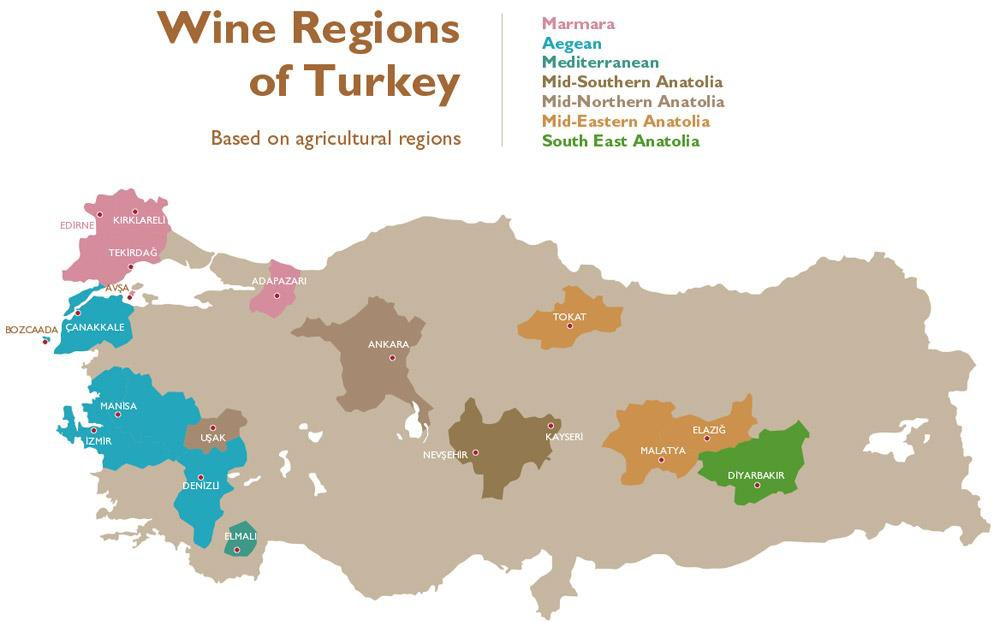 Wine Regions
of Turkey
Based on agricultural regions
Marmara
Aegean
Mediterranean
Mid-Southern Anatolia
Mid-Northern Anatolia
Mid-Eastern Anatolia
South East Anatolia
EDİRNE
KIRKLARELİ
TEKİRDAĞ
AVŞA
ADAPAZARI
BOZCAADA
ÇANAKKALE
TOKAT
ANKARA
MANİSA
İZMİR
UŞAK
KAYSERİ
NEVŞEHİR
ELAZIĞ
MALATYA
DİYARBAKIR
DENİZLİ
ELMALI